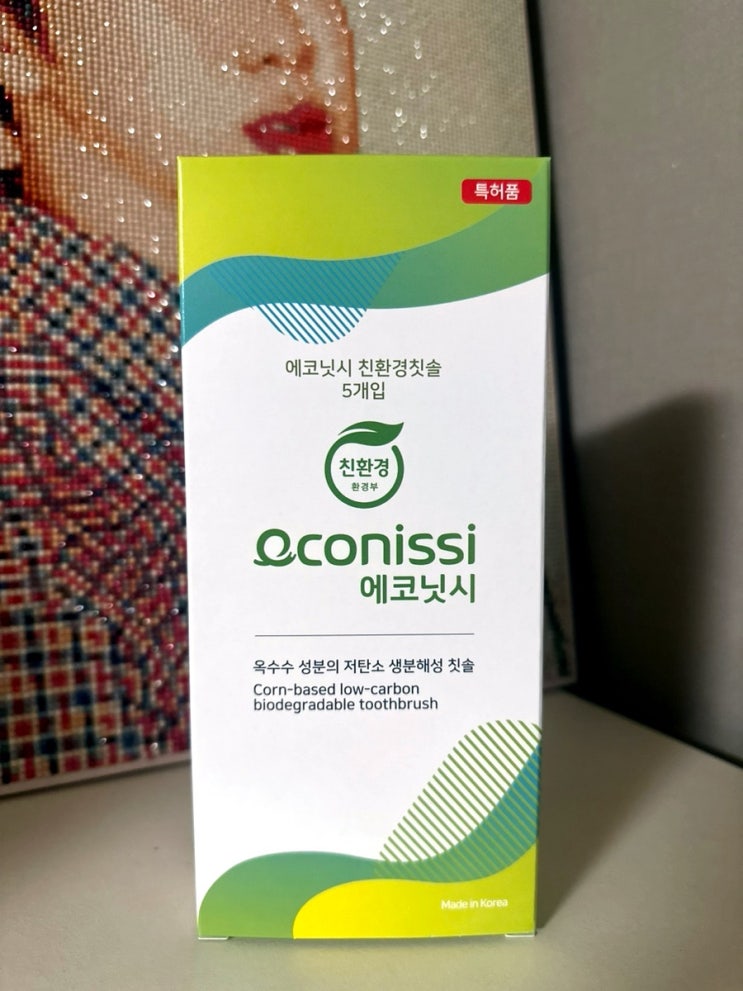 특허품
에코닛시 친환경칫솔
5개입
친환경
환경부
econissi
에코닛시
옥수수 성분의 저탄소 생분해성 칫솔
Corn-based low-carbon
biodegradable toothbrush
Made in Korea